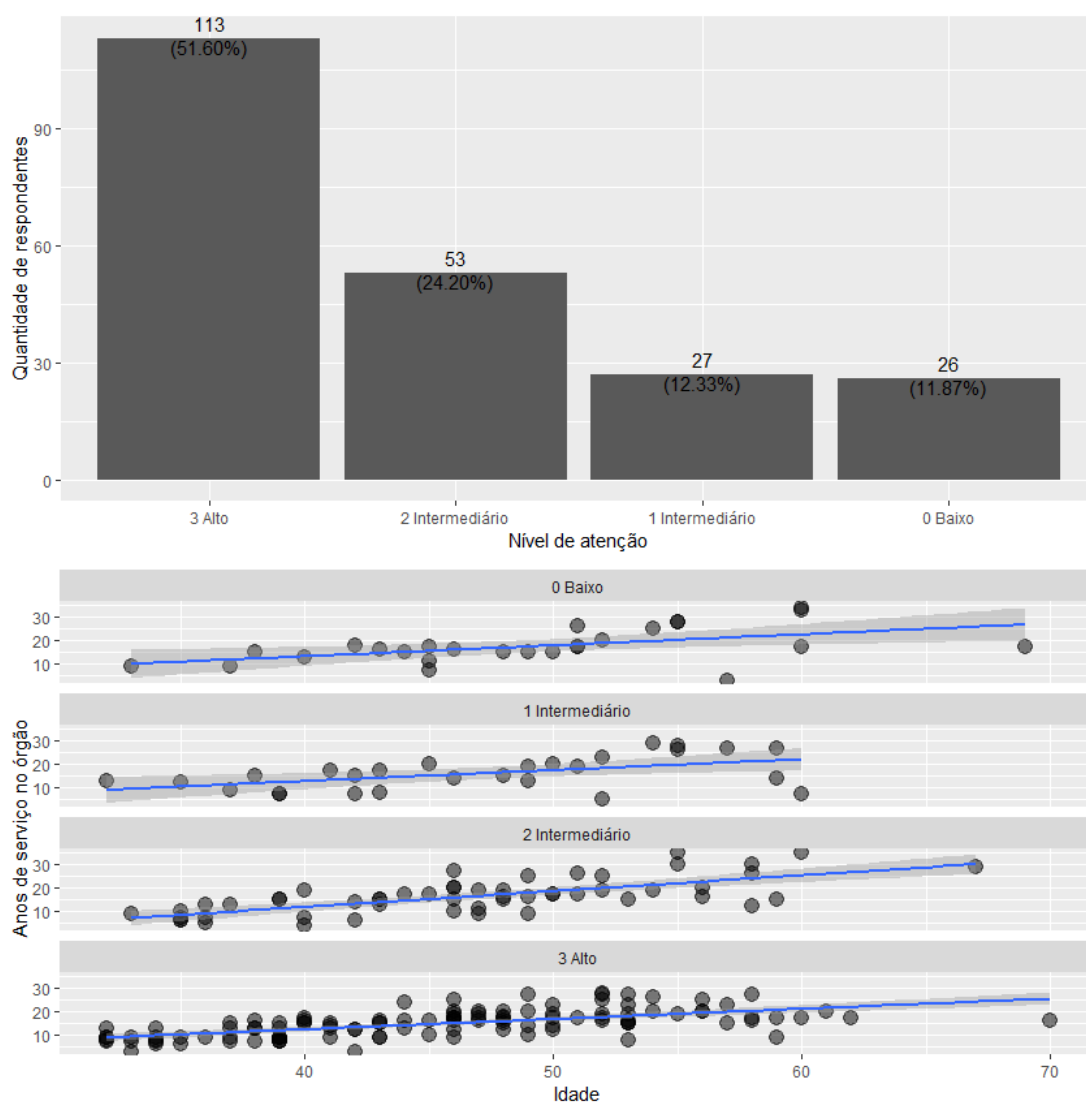 113
(51.60%)
53
(24.20%)
27
(12.33%)
26
(11.87%)
90
60
30
0
Quantidade de respondentes
3 Alto
2 Intermediário
1 Intermediário
0 Baixo
Nível de atenção
0 Baixo
30
20
10
1 Intermediário
30
20
10
2 Intermediário
30
20
10
3 Alto
30
20
10
Anos de serviço no órgão
40
50
60
70
Idade